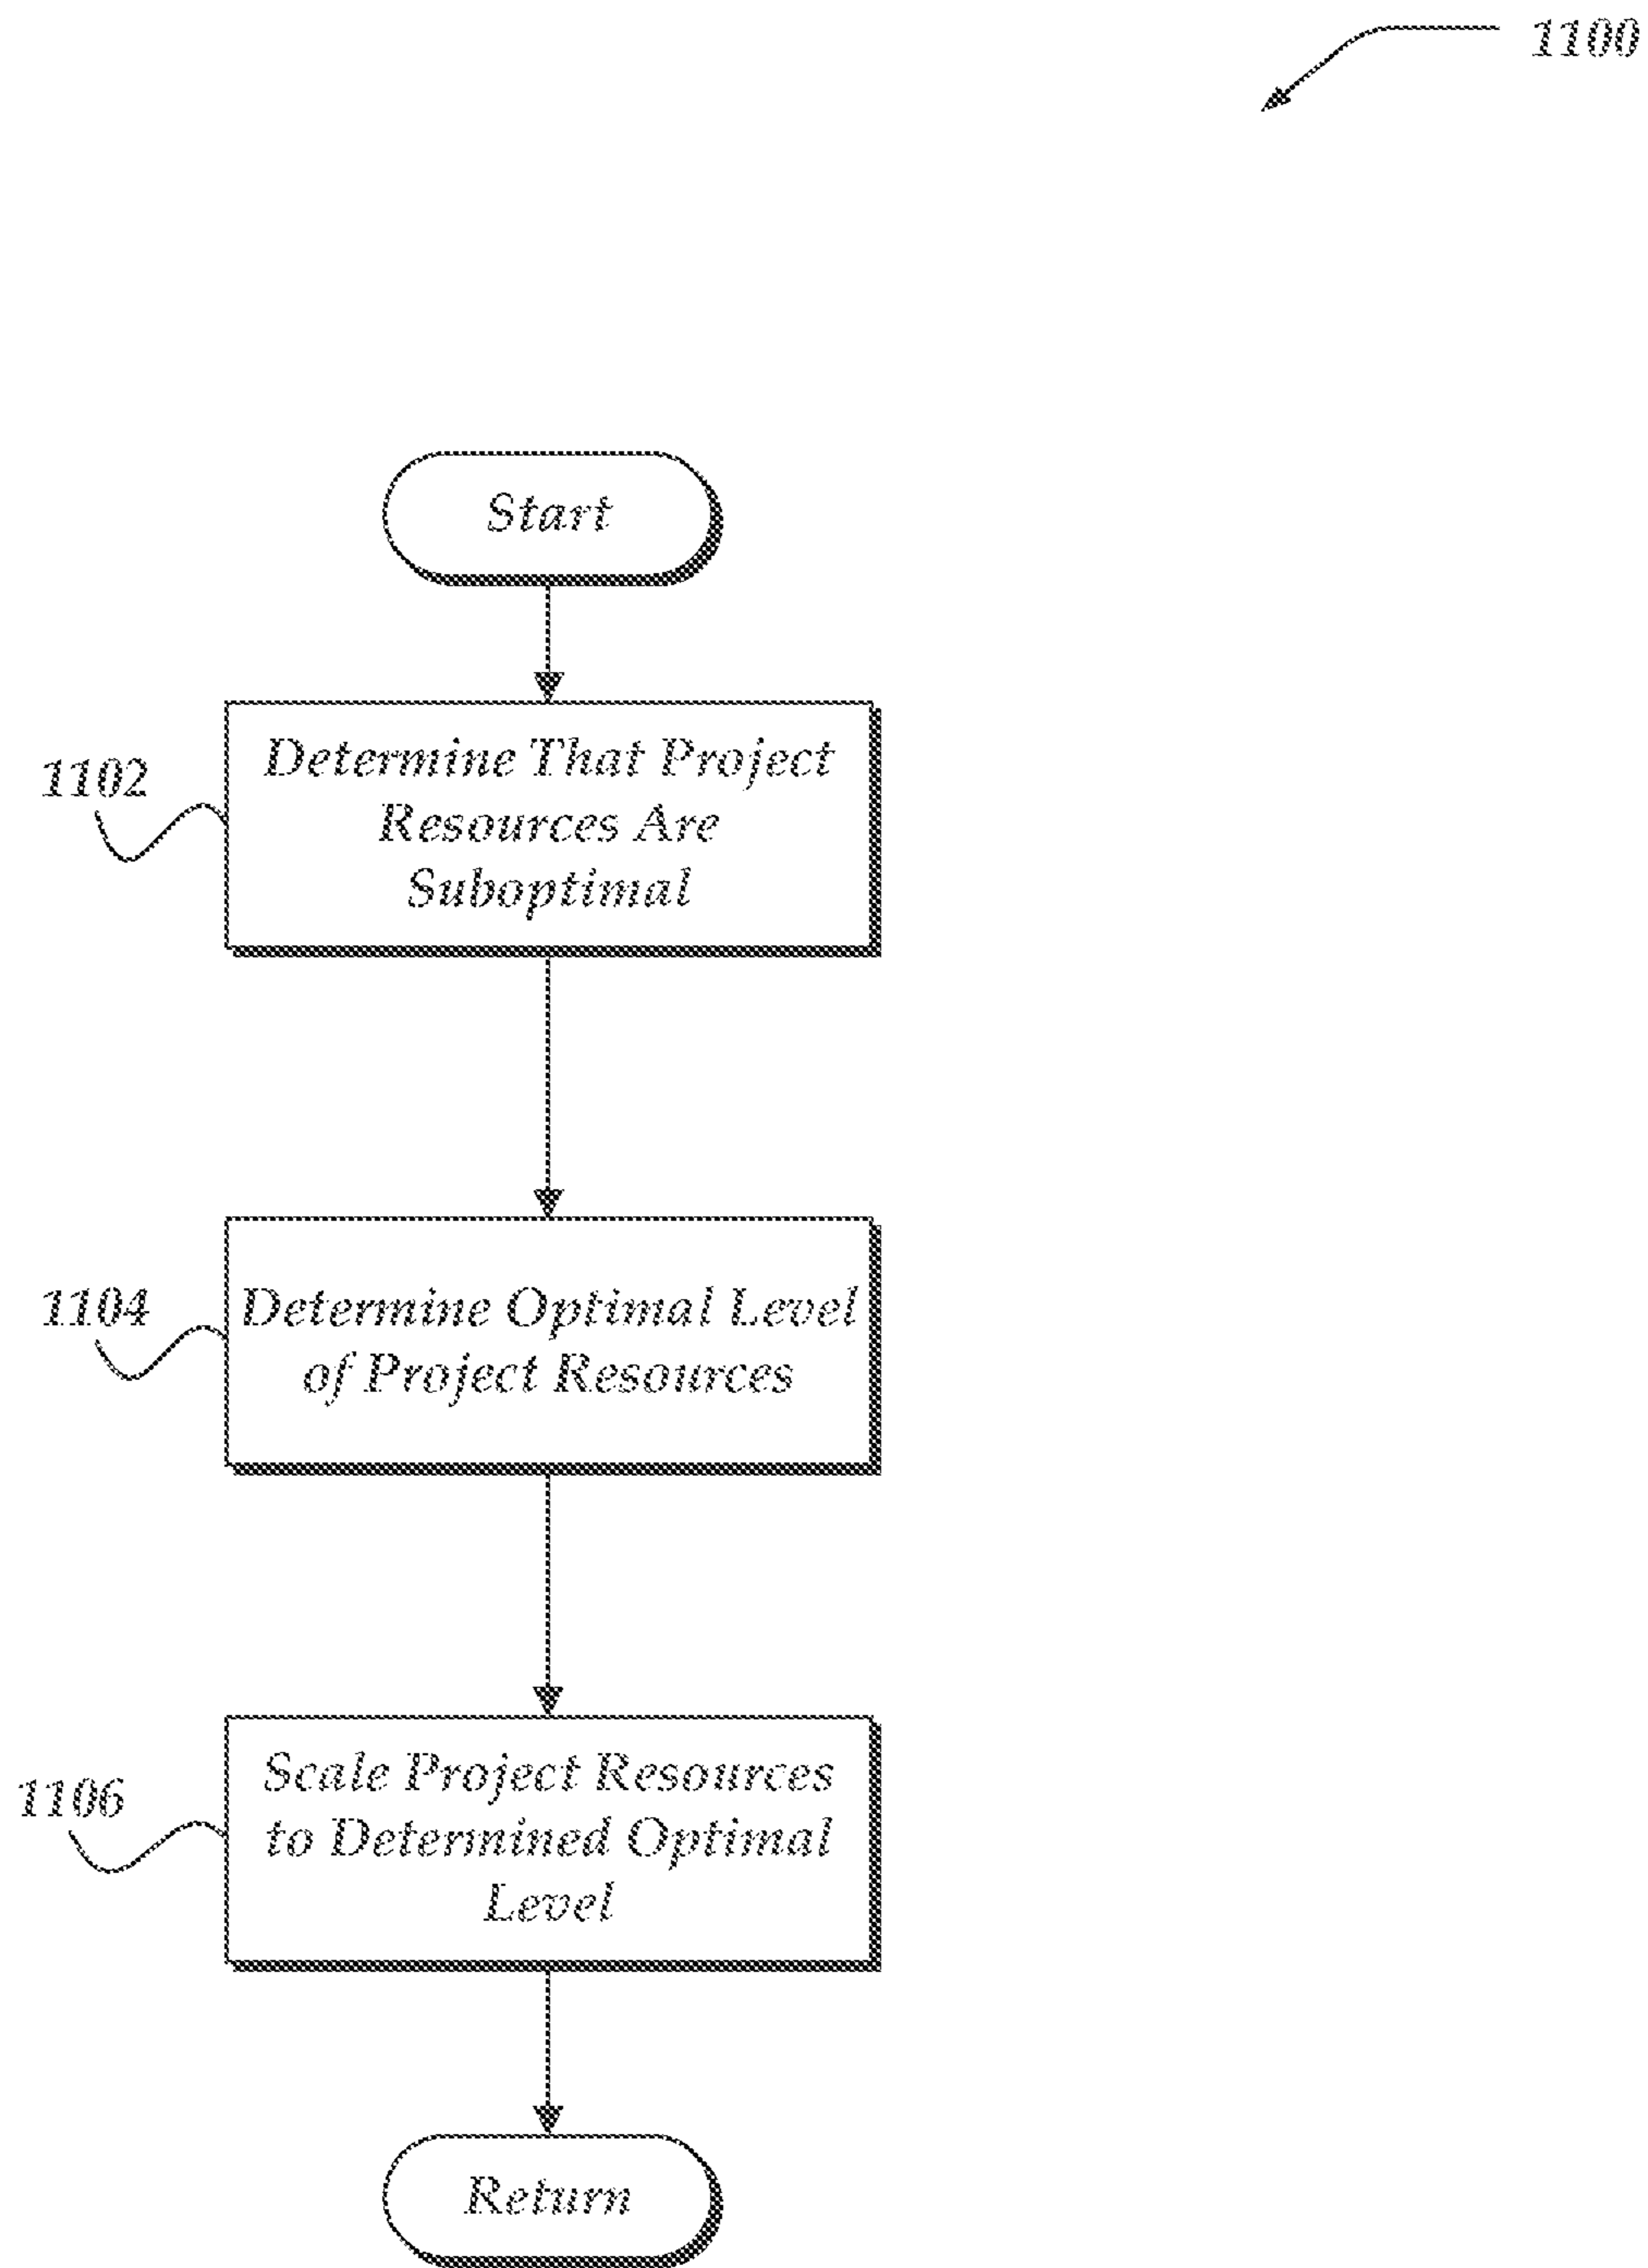 1100
Start
1102
Determine That Project
Resources Are
Suboptimal
1104
Determine Optimal Level
of Project Resources
1106
Scale Project Resources
to Determined Optimal
Level
Return